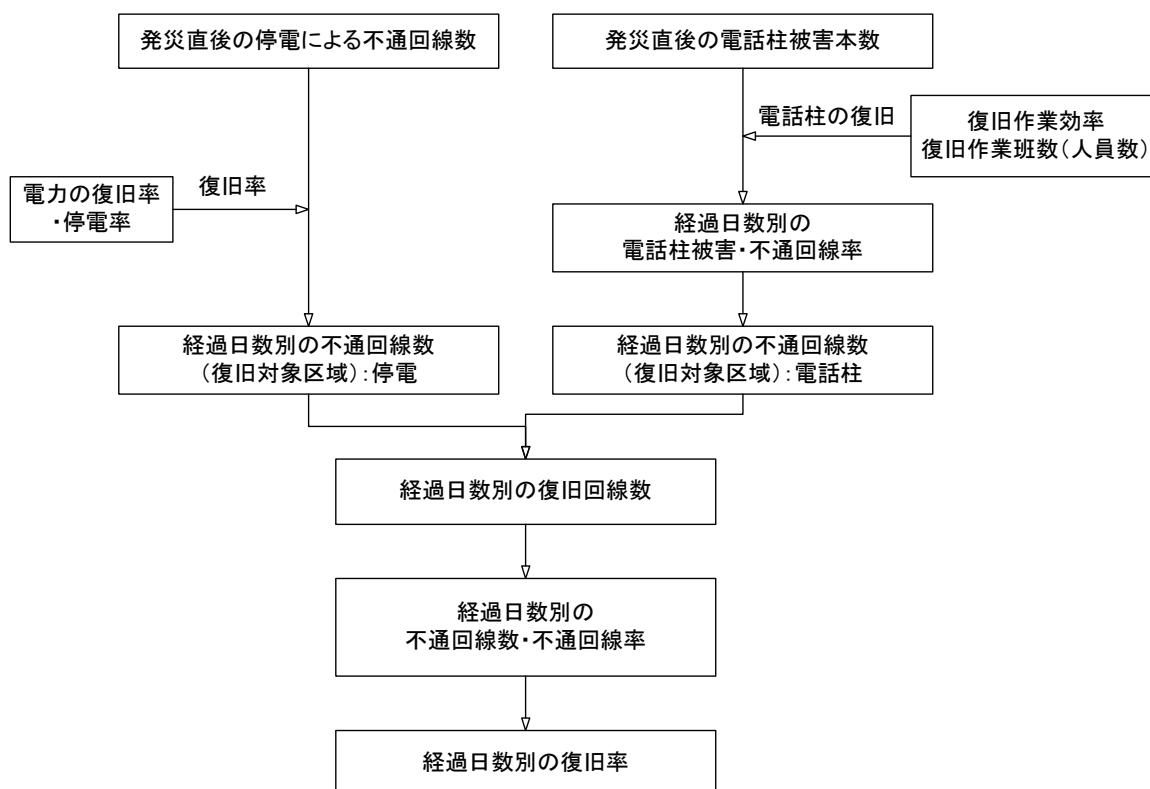 発災直後の停電による不通回線数
発災直後の電話柱被害本数
電話柱の復旧
復旧作業効率
復旧作業班数(人員数)
電力の復旧率
・停電率
復旧率
経過日数別の
電話柱被害・不通回線率
経過日数別の不通回線数
(復旧対象区域):停電
経過日数別の不通回線数
(復旧対象区域):電話柱
経過日数別の復旧回線数
経過日数別の
不通回線数・不通回線率
経過日数別の復旧率